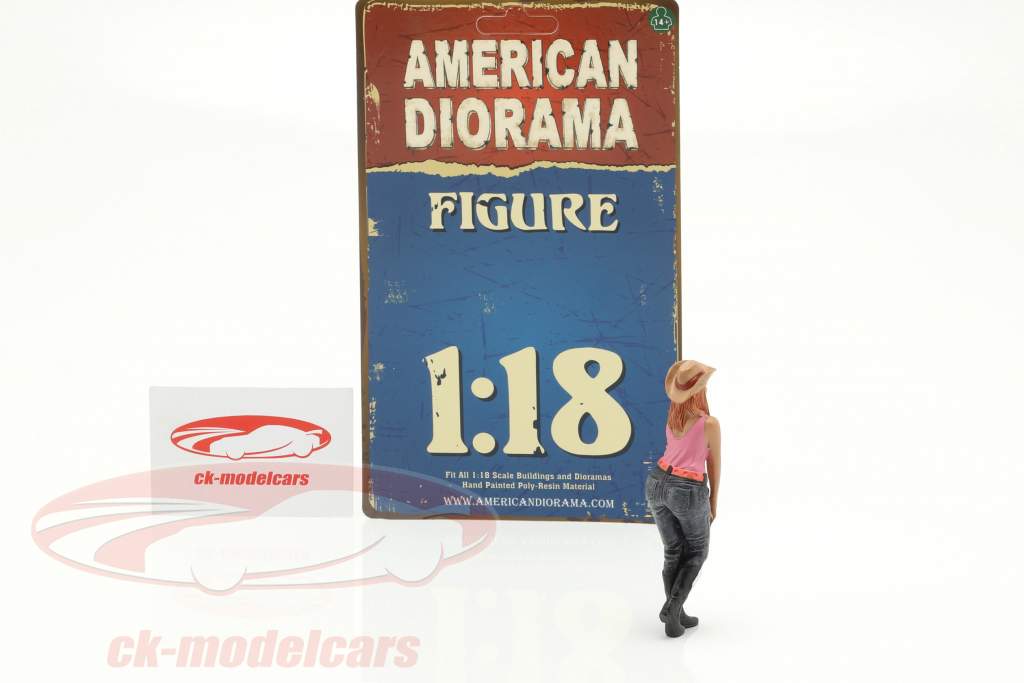 14+
AMERICAN
DIORAMA
FIGURE
1:18
Fit All 1:18 Scale Buildings and Dioramas
Hand Painted Poly-Resin Material
WWW.AMERICANDIORAMA.COM
ck-modelcars
ck-modelcars